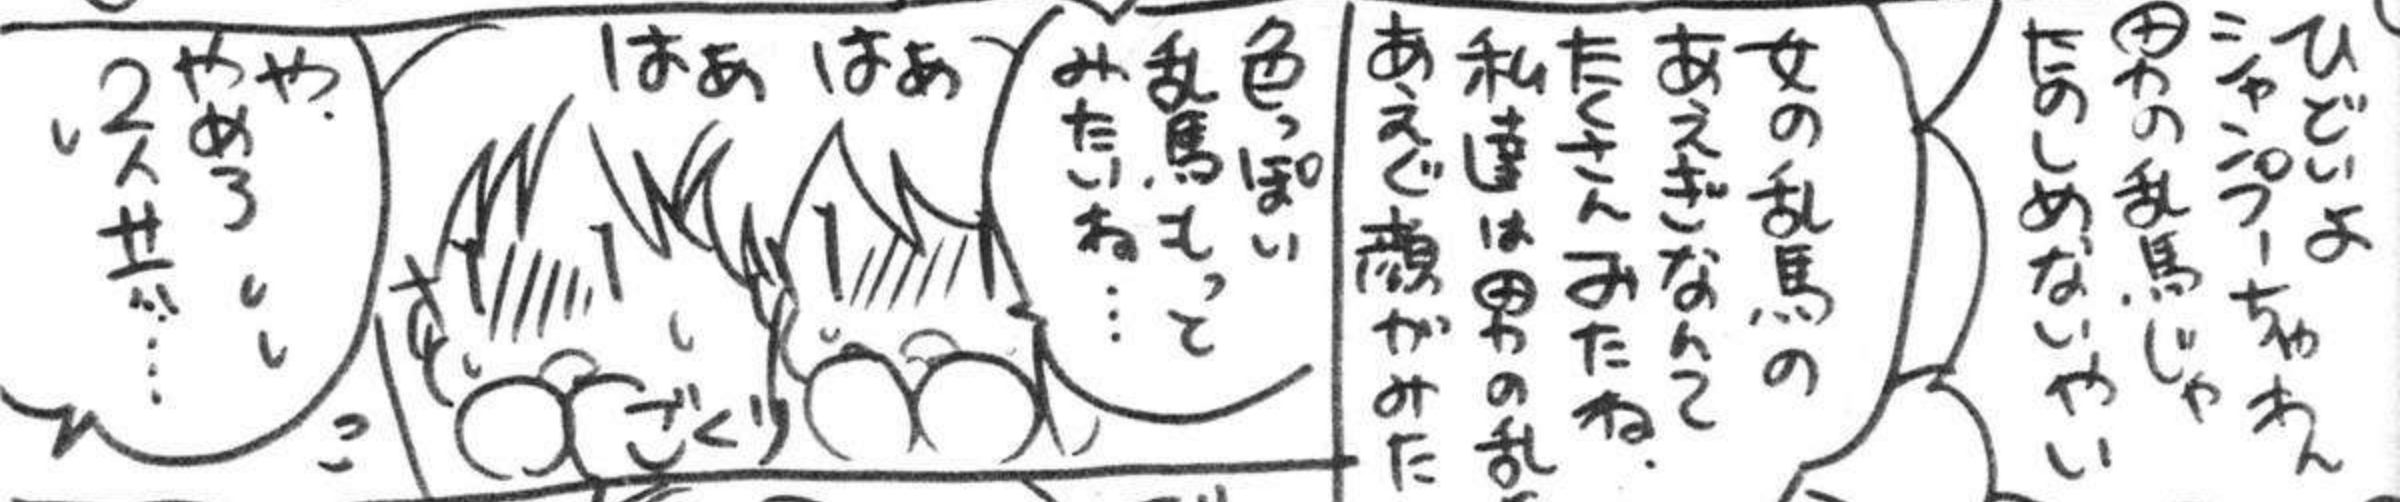 ひどいよ
シャンプーちゃん
男の乱馬じゃ
たのしめないやい
女の乱馬の
あえぎなんて
たくさんみたね.
私達は男の乱
あえぐ顔がみた
色っぽい
乱馬もっと
みたいね…
はぁ はぁ
ごくり
や.
やめろ
2人共…